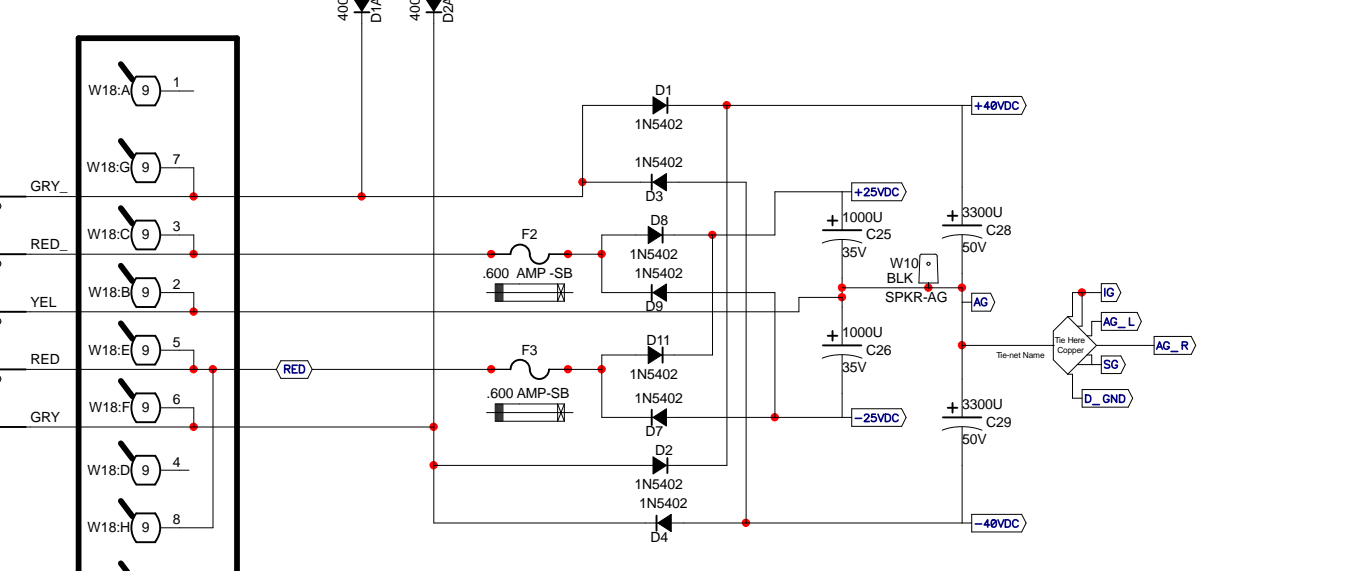 400
D1A
400
D2A
W18:A 9 1
W18:G 9 7
GRY_
W18:C 9 3
RED_
W18:B 9 2
YEL
W18:E 9 5
RED
W18:F 9 6
GRY
W18:D 9 4
W18:H 9 8
RED
F2
.600 AMP-SB
F3
.600 AMP-SB
D1
1N5402
1N5402
D3
D8
1N5402
1N5402
D9
D11
1N5402
1N5402
D7
D2
1N5402
1N5402
D4
+40VDC
+25VDC
+ 1000U
C25
35V
+ 3300U
C28
50V
W10
BLK
SPKR-AG
AG
+ 1000U
C26
35V
-25VDC
+ 3300U
C29
50V
-40VDC
Tie-net Name
Tie Here
Copper
IG
AG_L
AG_R
SG
D_GND